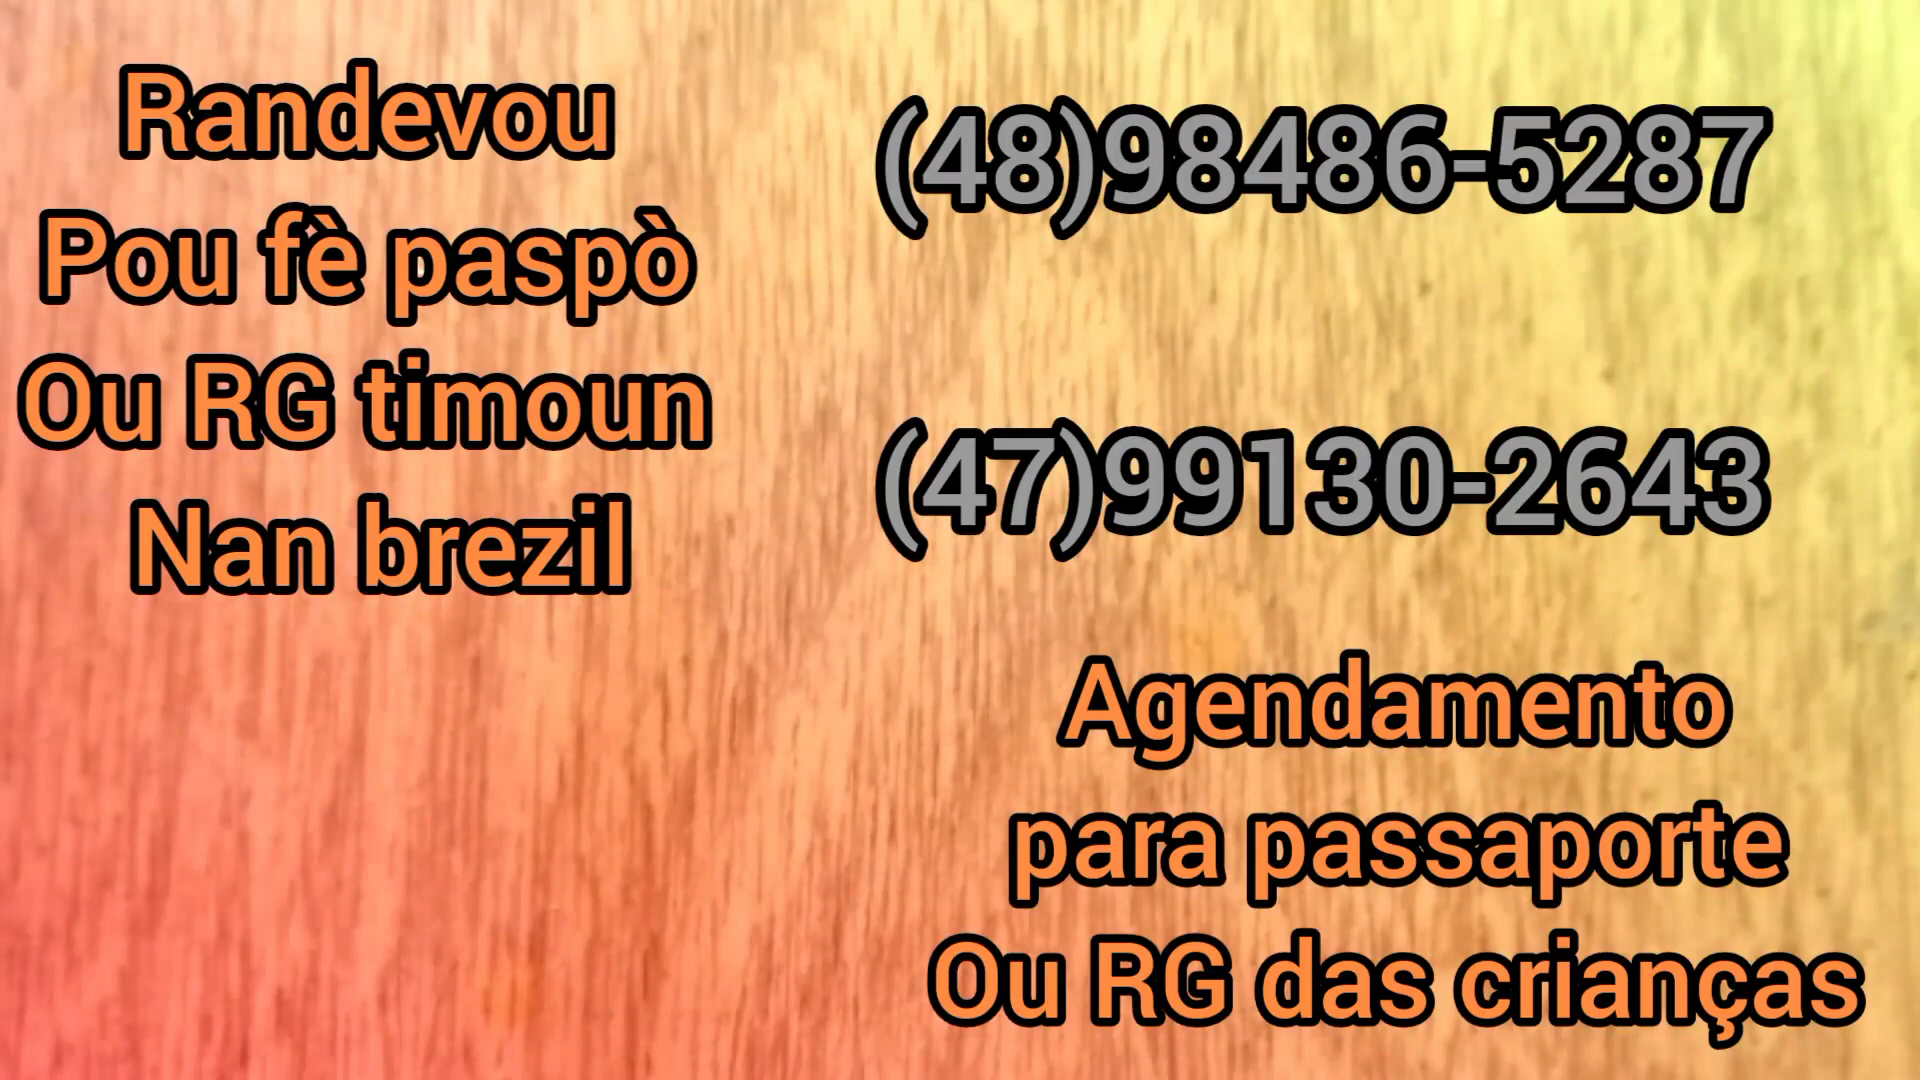 Randevou
Pou fè paspò
Ou RG timoun
Nan brezil
(48)98486-5287
(47)99130-2643
Agendamento
para passaporte
Ou RG das crianças